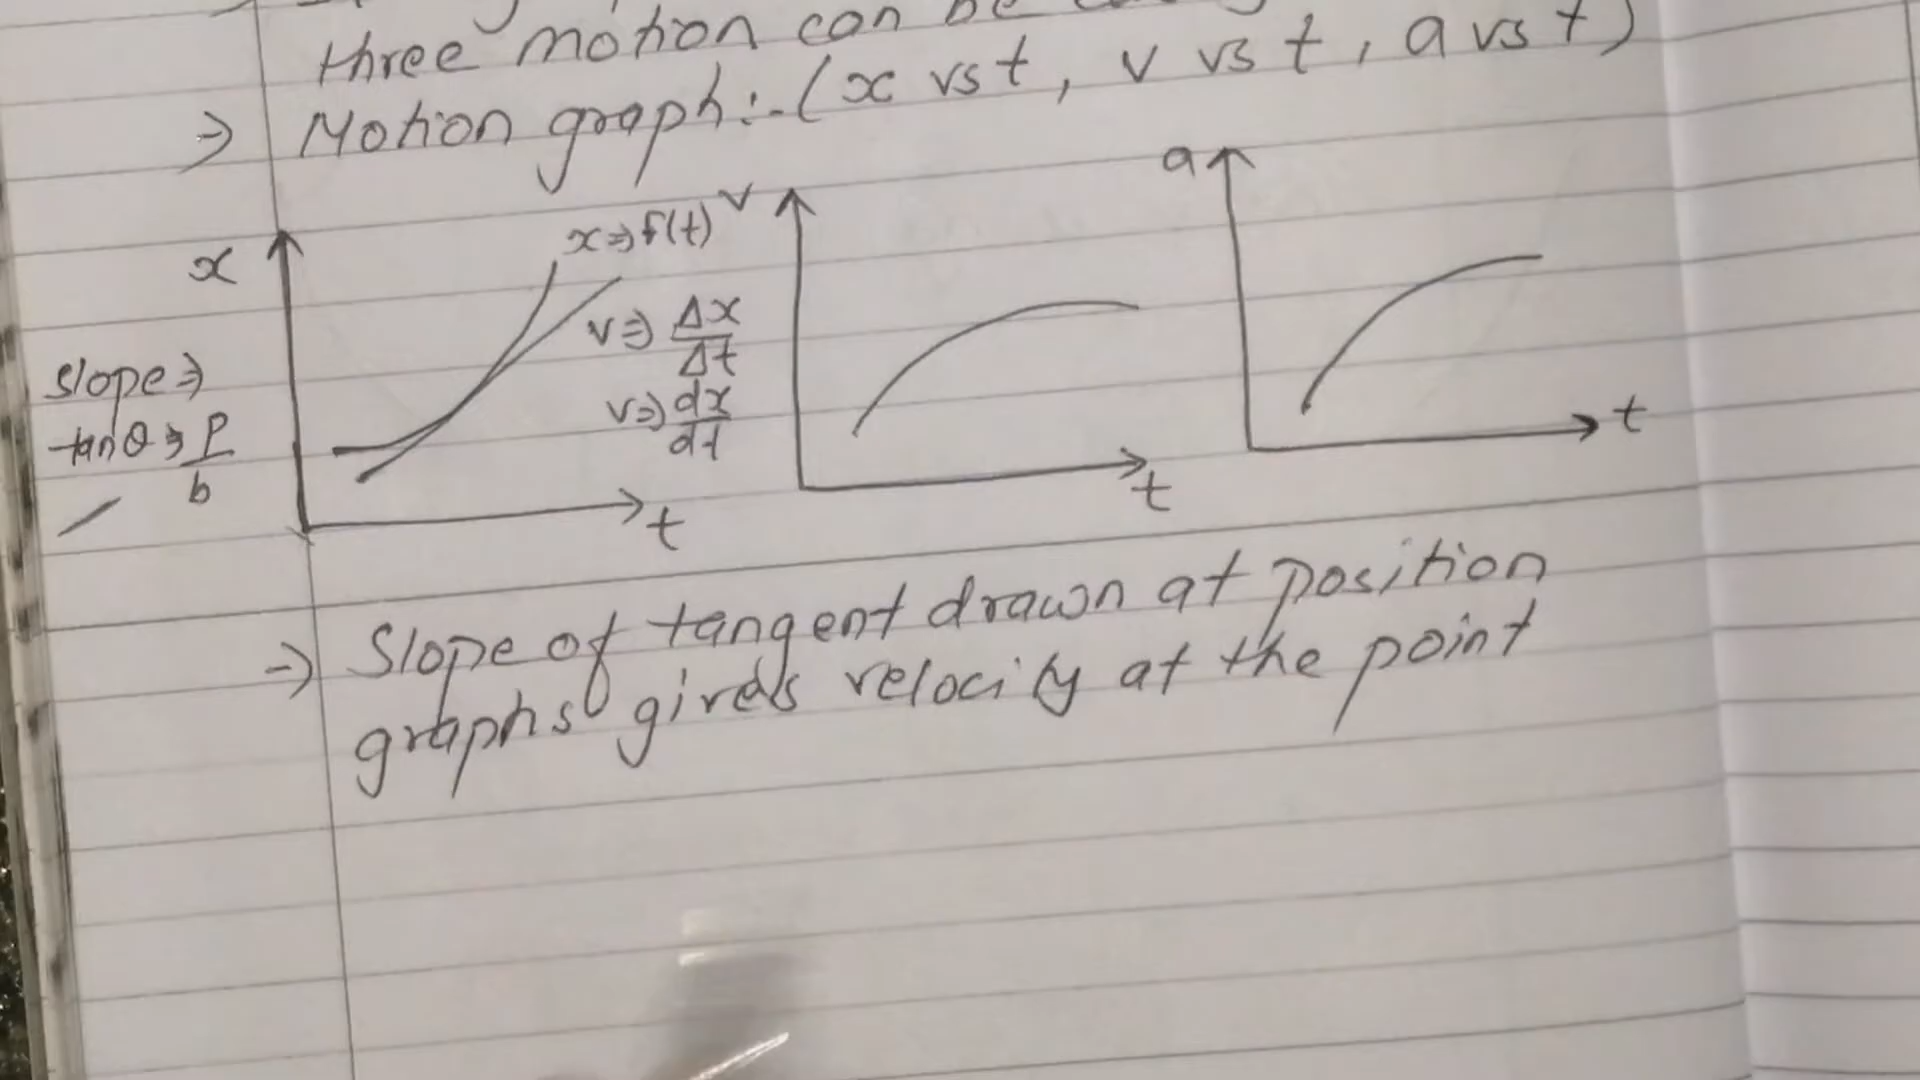 three motion can be
⇒ Motion graph:-(x vs t, v vs t, a vs t)
x
x⇒f(t)
v⇒ Δx/Δt
v⇒ dx/dt
t
slope⇒
tanθ⇒ P/b
v
t
a
t
⇒ Slope of tangent drawn at position
graphs gives velocity at the point